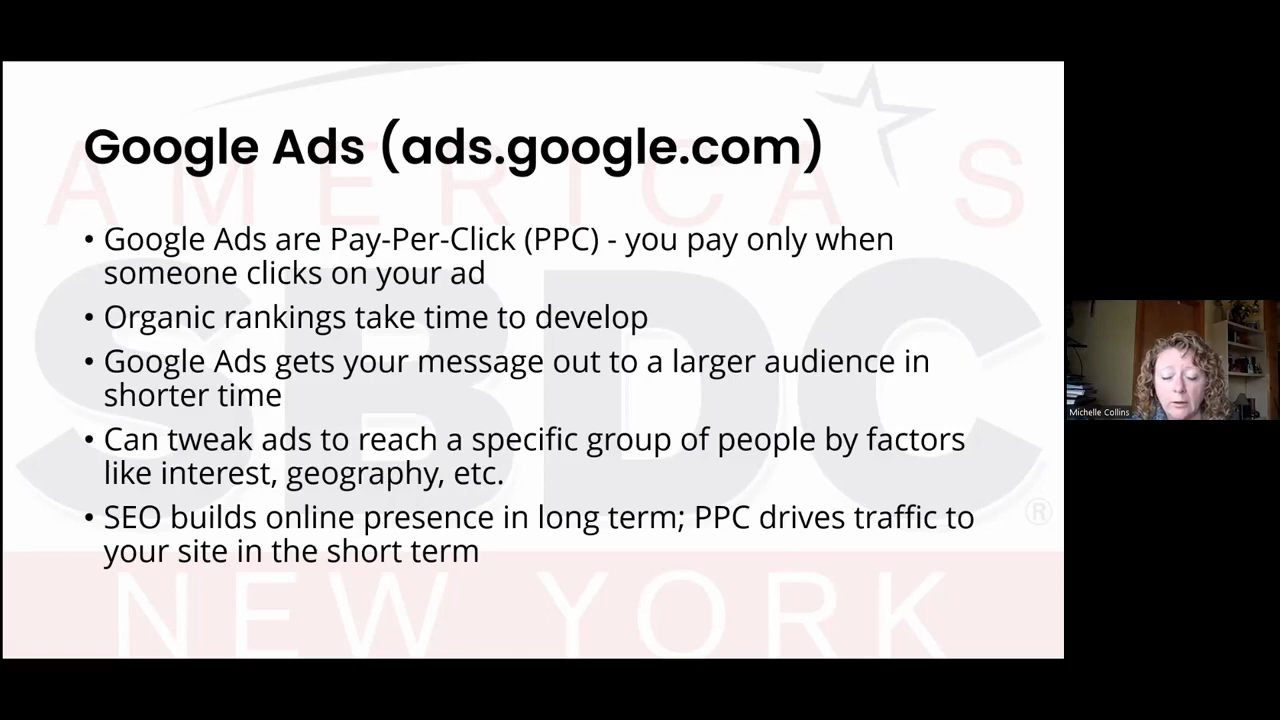 Google Ads (ads.google.com)
• Google Ads are Pay-Per-Click (PPC) - you pay only when
someone clicks on your ad
• Organic rankings take time to develop
• Google Ads gets your message out to a larger audience in
shorter time
• Can tweak ads to reach a specific group of people by factors
like interest, geography, etc.
• SEO builds online presence in long term; PPC drives traffic to
your site in the short term
AMERICA'S
SBDC®
NEW YORK
Michelle Collins